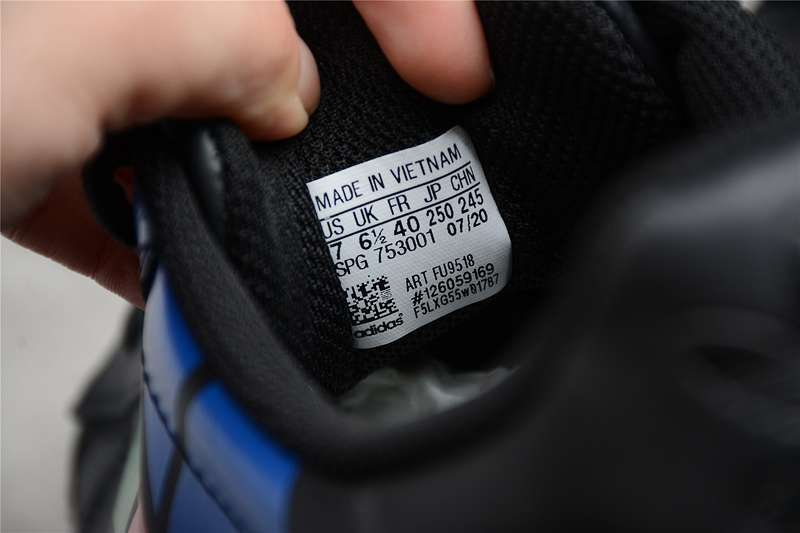 MADE IN VIETNAM
US UK FR JP CHN
7 6½ 40 250 245
SPG 753001 07/20
ART FU9518
#126059169
F5LXG55w01787
adidas